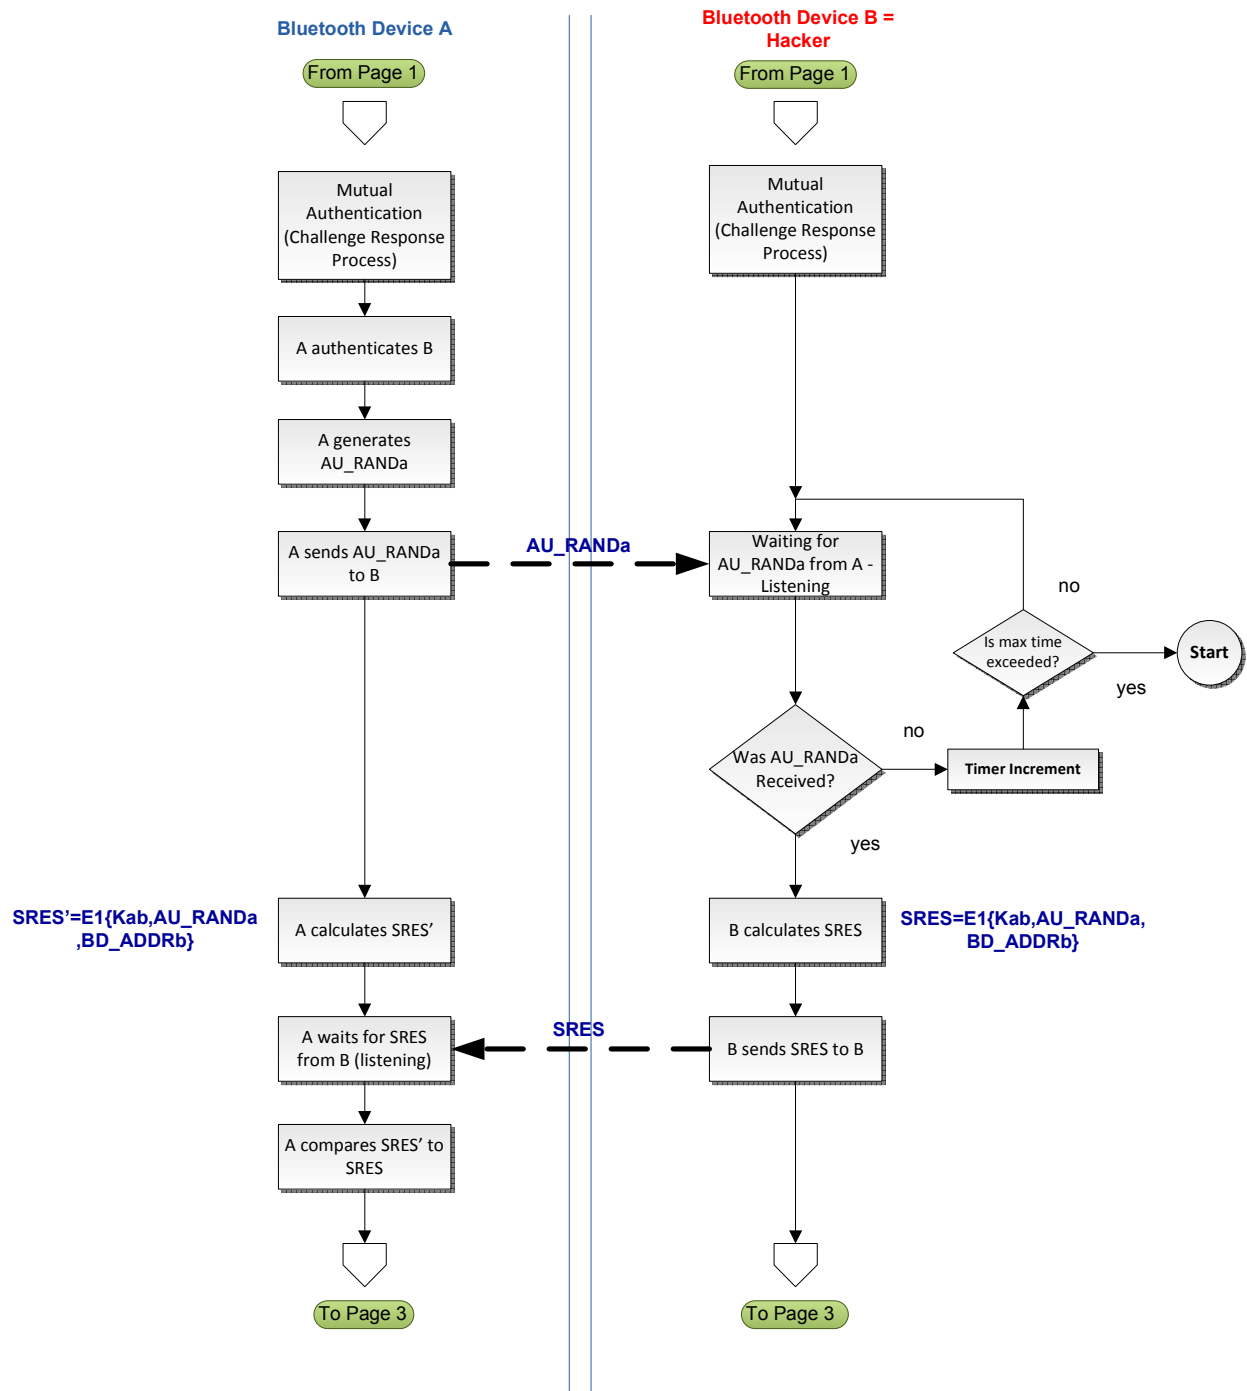 Bluetooth Device A
Bluetooth Device B =
Hacker
From Page 1
From Page 1
Mutual
Authentication
(Challenge Response
Process)
Mutual
Authentication
(Challenge Response
Process)
A authenticates B
A generates
AU_RANDa
A sends AU_RANDa
to B
AU_RANDa
Waiting for
AU_RANDa from A -
Listening
no
Is max time
exceeded?
Start
yes
no
Was AU_RANDa
Received?
Timer Increment
yes
SRES’=E1{Kab,AU_RANDa
,BD_ADDRb}
A calculates SRES’
B calculates SRES
SRES=E1{Kab,AU_RANDa,
BD_ADDRb}
A waits for SRES
from B (listening)
SRES
B sends SRES to B
A compares SRES’ to
SRES
To Page 3
To Page 3